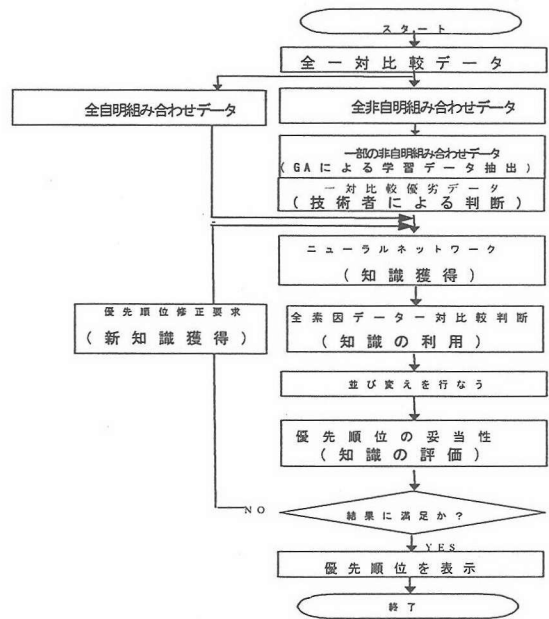 スタート
全一対比較データ
全自明組み合わせデータ
全非自明組み合わせデータ
一部の非自明組み合わせデータ
(GAによる学習データ抽出)
一対比較優劣データ
(技術者による判断)
ニューラルネットワーク
(知識獲得)
優先順位修正要求
(新知識獲得)
全素因データ一対比較判断
(知識の利用)
並び変えを行なう
優先順位の妥当性
(知識の評価)
結果に満足か?
NO
YES
優先順位を表示
終了